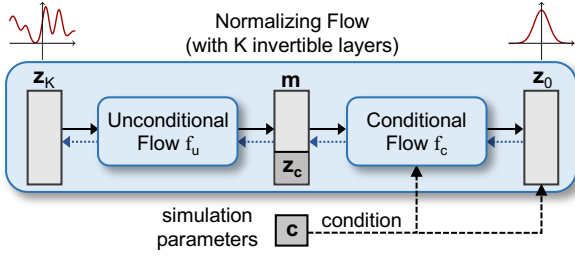 Normalizing Flow
(with K invertible layers)
z_K
m
z_0
Unconditional
Flow f_u
Conditional
Flow f_c
z_c
simulation
parameters
c
condition